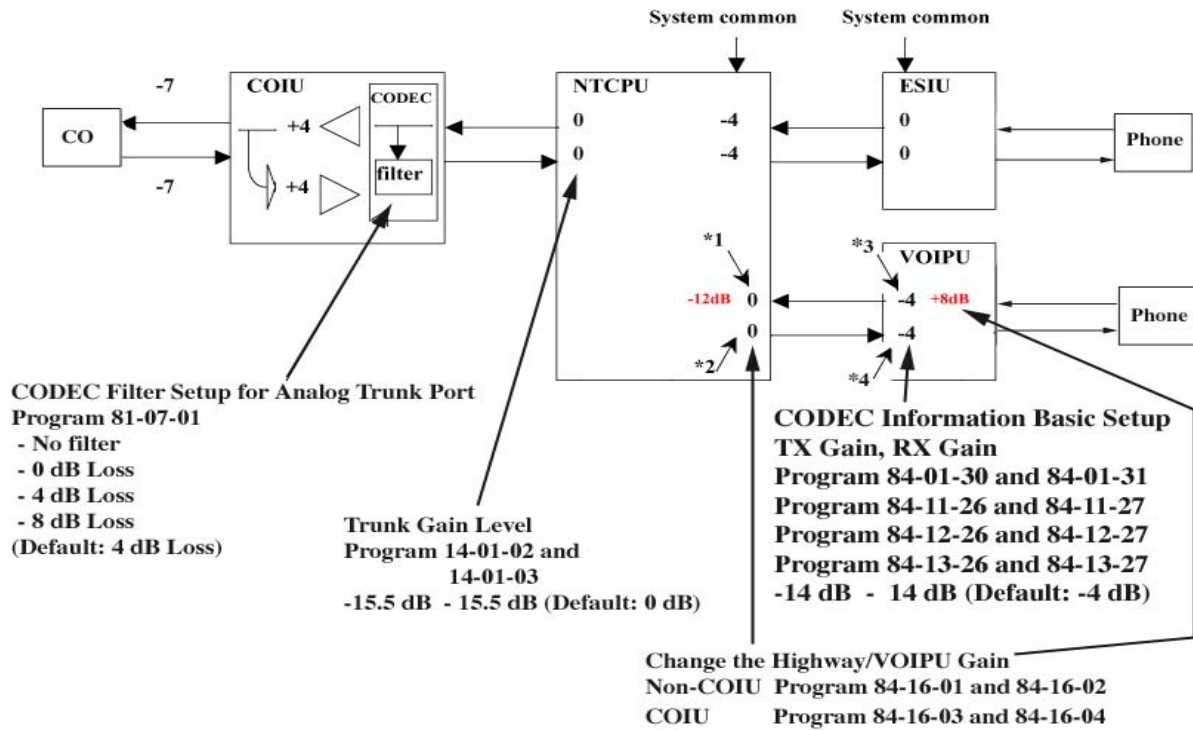 System common
System common
-7
COIU
NTCPU
ESIU
CODEC
CO
+4
0
-4
0
Phone
0
-4
0
filter
-7
+4
*1
*3
VOIPU
-12dB
0
-4
+8dB
Phone
0
-4
*2
*4
CODEC Filter Setup for Analog Trunk Port
Program 81-07-01
- No filter
- 0 dB Loss
- 4 dB Loss
- 8 dB Loss
(Default: 4 dB Loss)
Trunk Gain Level
Program 14-01-02 and
14-01-03
-15.5 dB - 15.5 dB (Default: 0 dB)
CODEC Information Basic Setup
TX Gain, RX Gain
Program 84-01-30 and 84-01-31
Program 84-11-26 and 84-11-27
Program 84-12-26 and 84-12-27
Program 84-13-26 and 84-13-27
-14 dB - 14 dB (Default: -4 dB)
Change the Highway/VOIPU Gain
Non-COIU Program 84-16-01 and 84-16-02
COIU Program 84-16-03 and 84-16-04